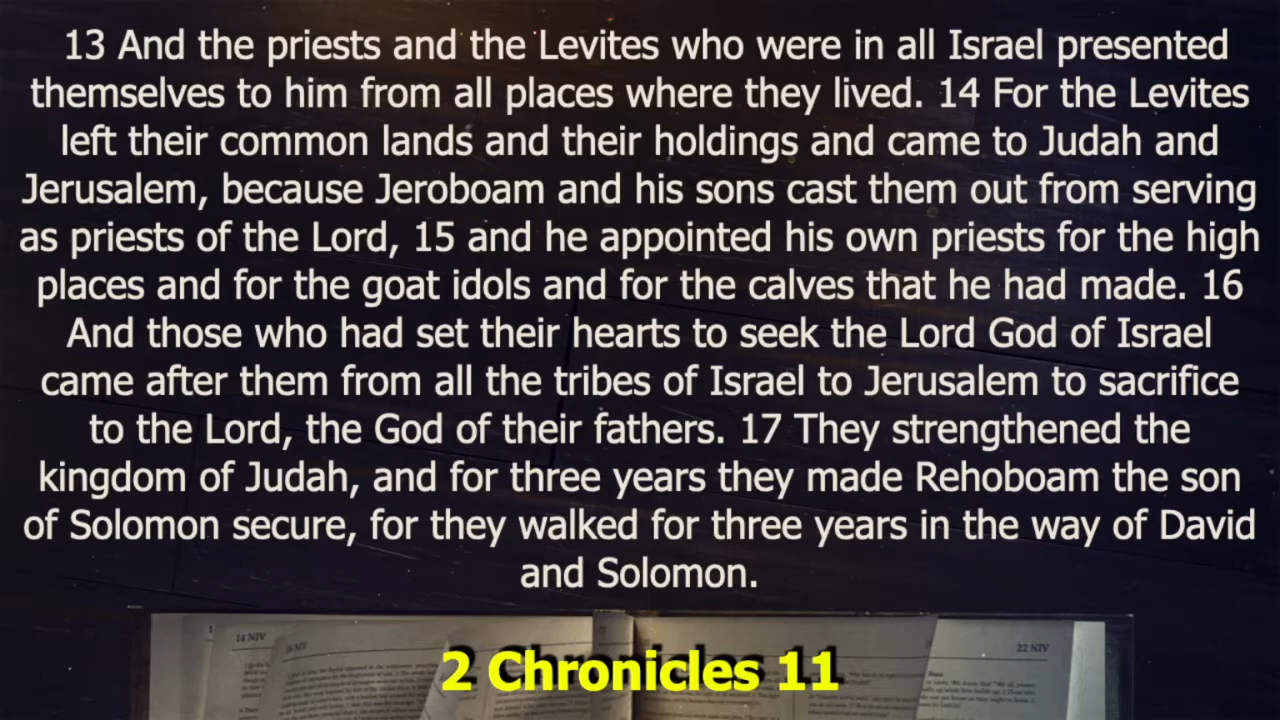 13 And the priests and the Levites who were in all Israel presented
themselves to him from all places where they lived. 14 For the Levites
left their common lands and their holdings and came to Judah and
Jerusalem, because Jeroboam and his sons cast them out from serving
as priests of the Lord, 15 and he appointed his own priests for the high
places and for the goat idols and for the calves that he had made. 16
And those who had set their hearts to seek the Lord God of Israel
came after them from all the tribes of Israel to Jerusalem to sacrifice
to the Lord, the God of their fathers. 17 They strengthened the
kingdom of Judah, and for three years they made Rehoboam the son
of Solomon secure, for they walked for three years in the way of David
and Solomon.
14 NIV
22 NIV
2 Chronicles 11